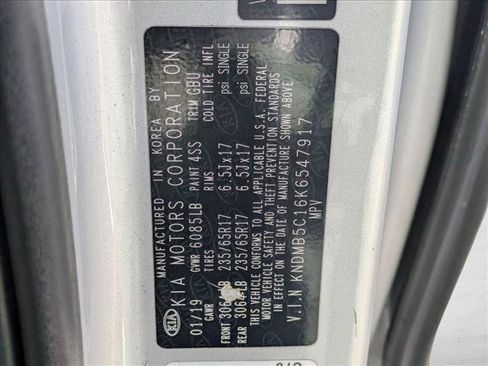 MANUFACTURED IN KOREA BY
KIA KIA MOTORS CORPORATION
01/19 GVWR 6085LB PAINT 4SS TRIM GBU
GAWR TIRES RIMS COLD TIRE INFL
FRONT LB 235/65R17 6.5Jx17 psi SINGLE
REAR LB 235/65R17 6.5Jx17 psi SINGLE
THIS VEHICLE CONFORMS TO ALL APPLICABLE U.S.A. FEDERAL
MOTOR VEHICLE SAFETY AND THEFT PREVENTION STANDARDS
IN EFFECT ON THE DATE OF MANUFACTURE SHOWN ABOVE
V.I.N KNDMB5C16K6547917
MPV